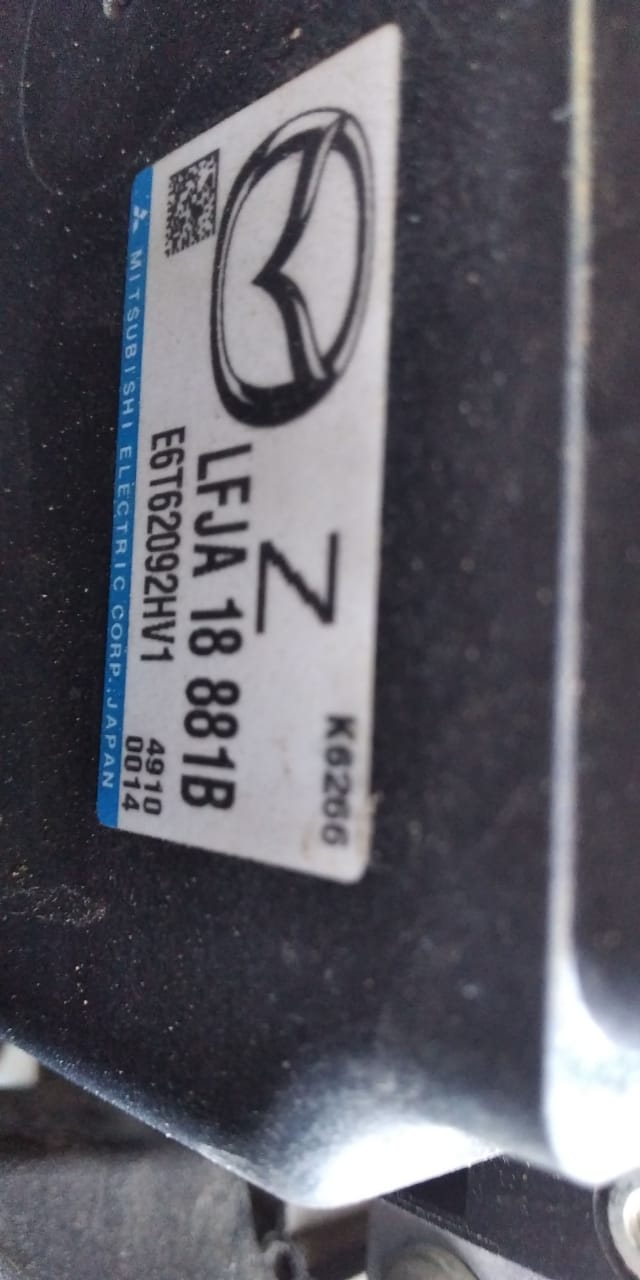 K6266
Z
LFJA 18 881B
E6T62092HV1
4910
0014
MITSUBISHI ELECTRIC CORP. JAPAN